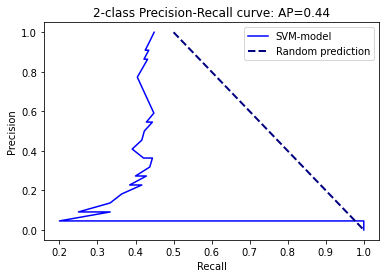 2-class Precision-Recall curve: AP=0.44
SVM-model
Random prediction
Precision
1.0
0.8
0.6
0.4
0.2
0.0
0.2 0.3 0.4 0.5 0.6 0.7 0.8 0.9 1.0
Recall